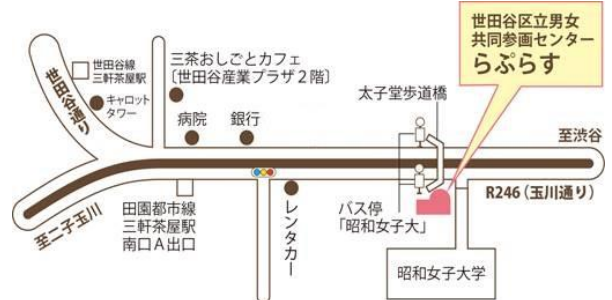 世田谷通り
世田谷線
三軒茶屋駅
キャロット
タワー
三茶おしごとカフェ
〔世田谷産業プラザ2階〕
病院
銀行
太子堂歩道橋
世田谷区立男女
共同参画センター
らぷらす
至渋谷
R246（玉川通り）
至二子玉川
田園都市線
三軒茶屋駅
南口A出口
レンタカー
バス停
「昭和女子大」
昭和女子大学